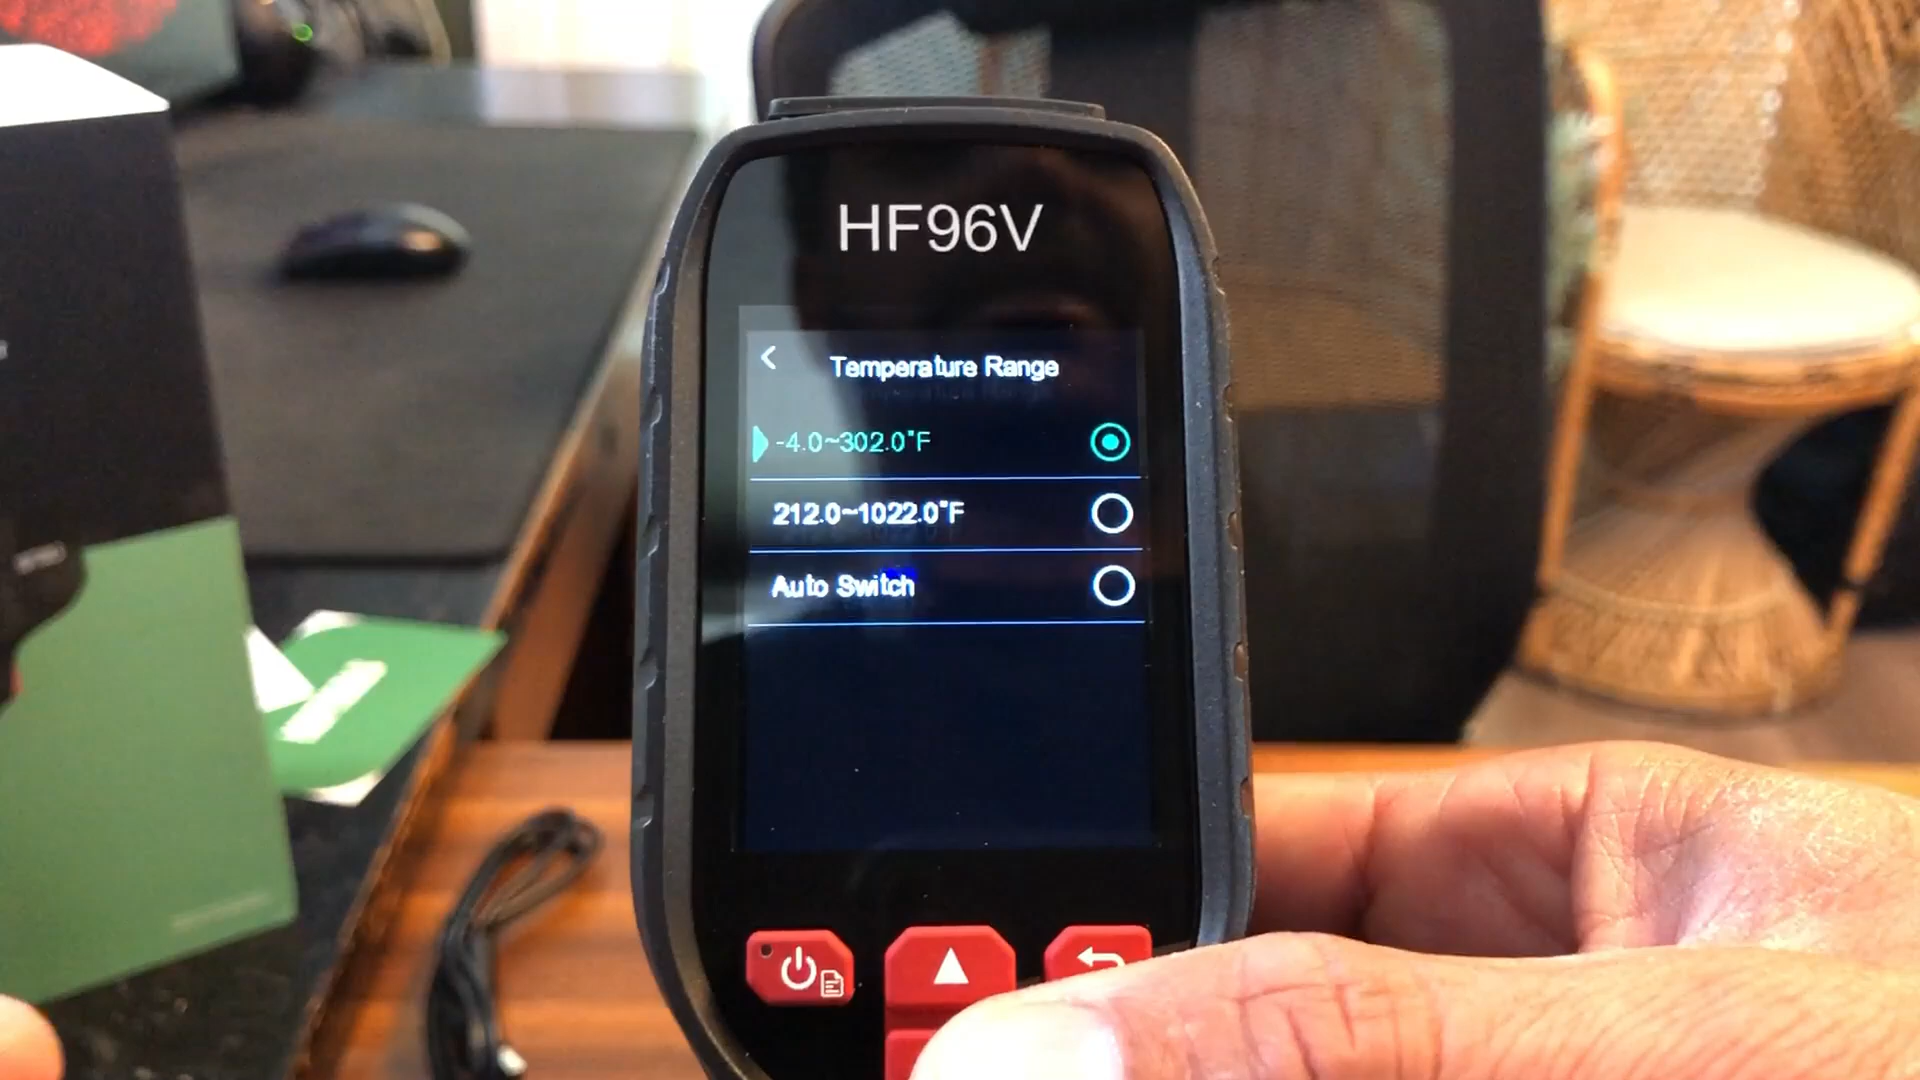 HF96V
Temperature Range
-4.0~302.0°F
212.0~1022.0°F
Auto Switch